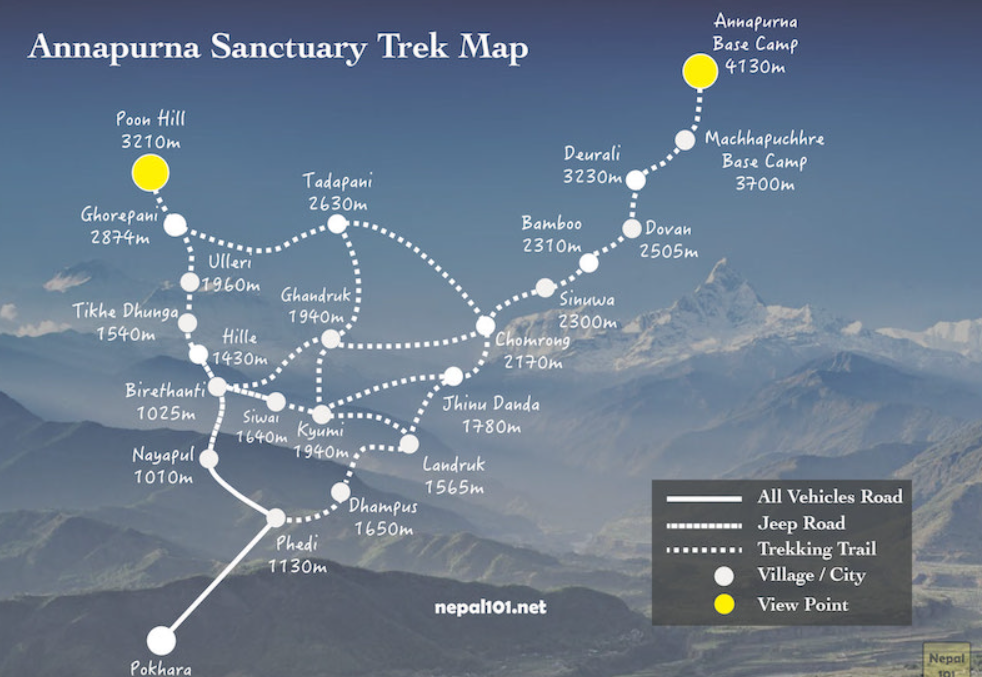 Annapurna Sanctuary Trek Map
Annapurna
Base Camp
4130m
Poon Hill
3210m
Machhapuchhre
Base Camp
3700m
Deurali
3230m
Tadapani
2630m
Ghorepani
2874m
Bamboo
2310m
Dovan
2505m
Ulleri
1960m
Ghandruk
1940m
Sinuwa
2300m
Tikhe Dhunga
1540m
Hille
1430m
Chomrong
2170m
Birethanti
1025m
Siwai
1640m
Kyumi
1940m
Jhinu Danda
1780m
Nayapul
1010m
Landruk
1565m
Dhampus
1650m
Phedi
1130m
Pokhara
All Vehicles Road
Jeep Road
Trekking Trail
Village / City
View Point
nepal101.net
Nepal
101